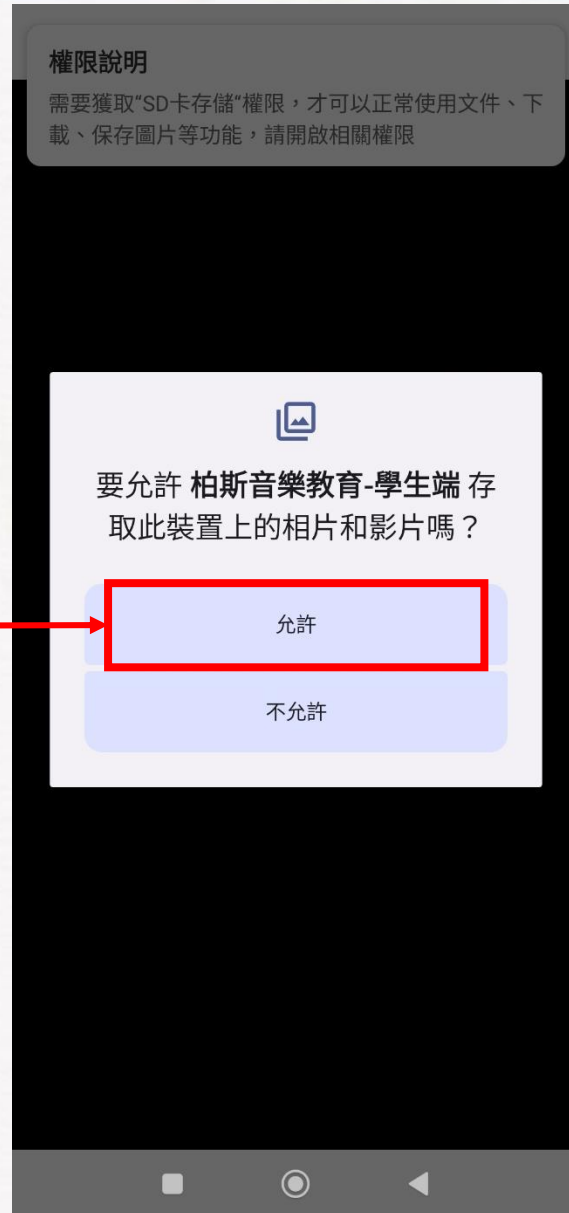 權限說明
需要獲取“SD卡存儲“權限，才可以正常使用文件、下
載、保存圖片等功能，請開啟相關權限
要允許 柏斯音樂教育-學生端 存
取此裝置上的相片和影片嗎？
允許
不允許